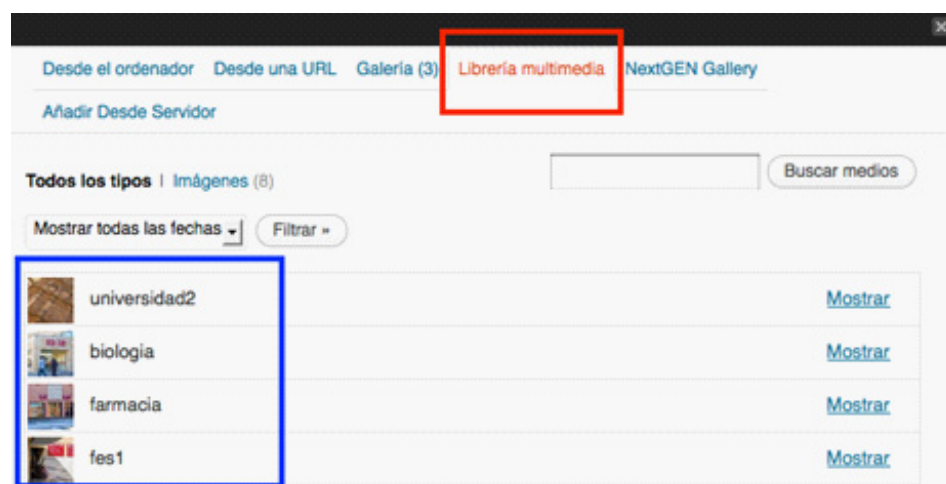 Desde el ordenador Desde una URL Galería (3) Librería multimedia NextGEN Gallery
Añadir Desde Servidor
Todos los tipos | Imágenes (8) Buscar medios
Mostrar todas las fechas Filtrar »
universidad2 Mostrar
biologia Mostrar
farmacia Mostrar
fes1 Mostrar